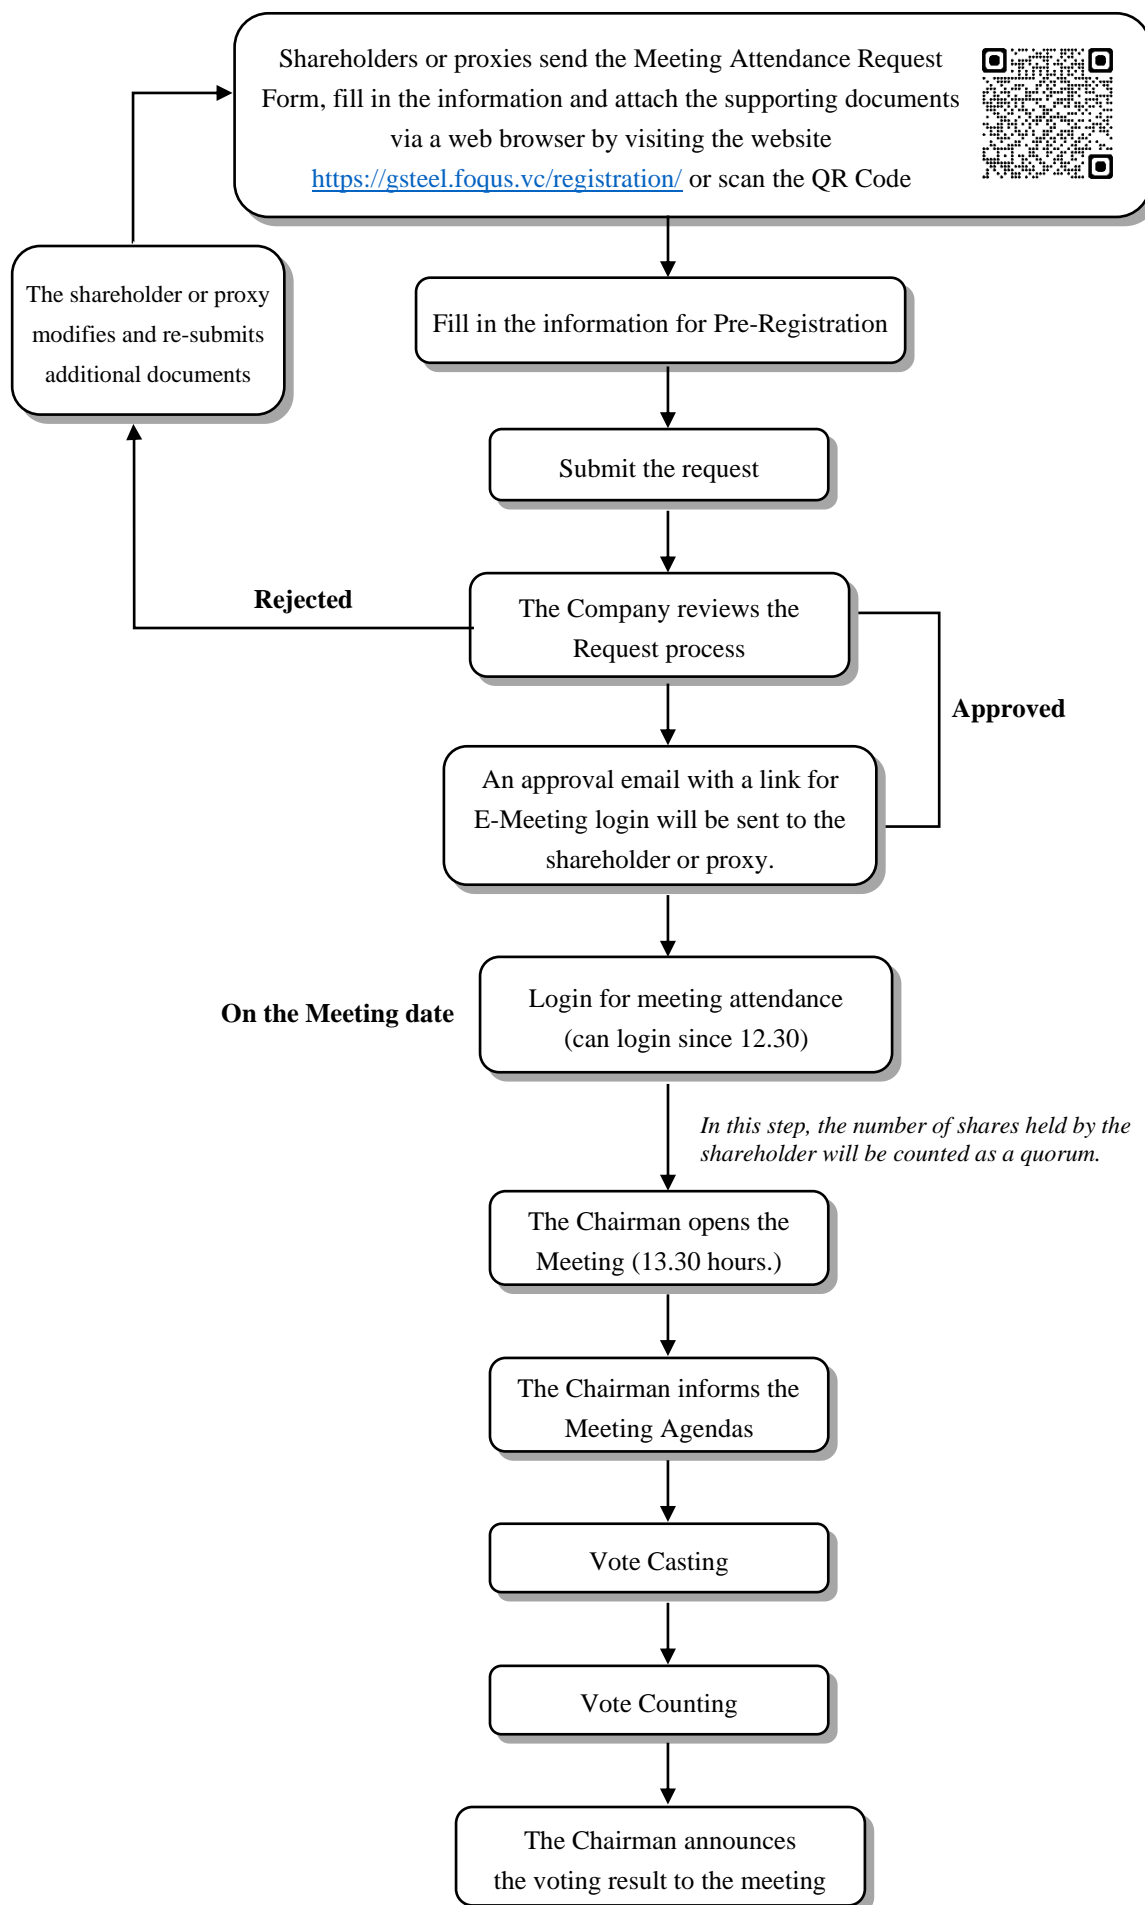 Shareholders or proxies send the Meeting Attendance Request
Form, fill in the information and attach the supporting documents
via a web browser by visiting the website
https://gsteel.foqus.vc/registration/ or scan the QR Code
The shareholder or proxy
modifies and re-submits
additional documents
Fill in the information for Pre-Registration
Submit the request
Rejected
The Company reviews the
Request process
Approved
An approval email with a link for
E-Meeting login will be sent to the
shareholder or proxy.
On the Meeting date
Login for meeting attendance
(can login since 12.30)
In this step, the number of shares held by the
shareholder will be counted as a quorum.
The Chairman opens the
Meeting (13.30 hours.)
The Chairman informs the
Meeting Agendas
Vote Casting
Vote Counting
The Chairman announces
the voting result to the meeting